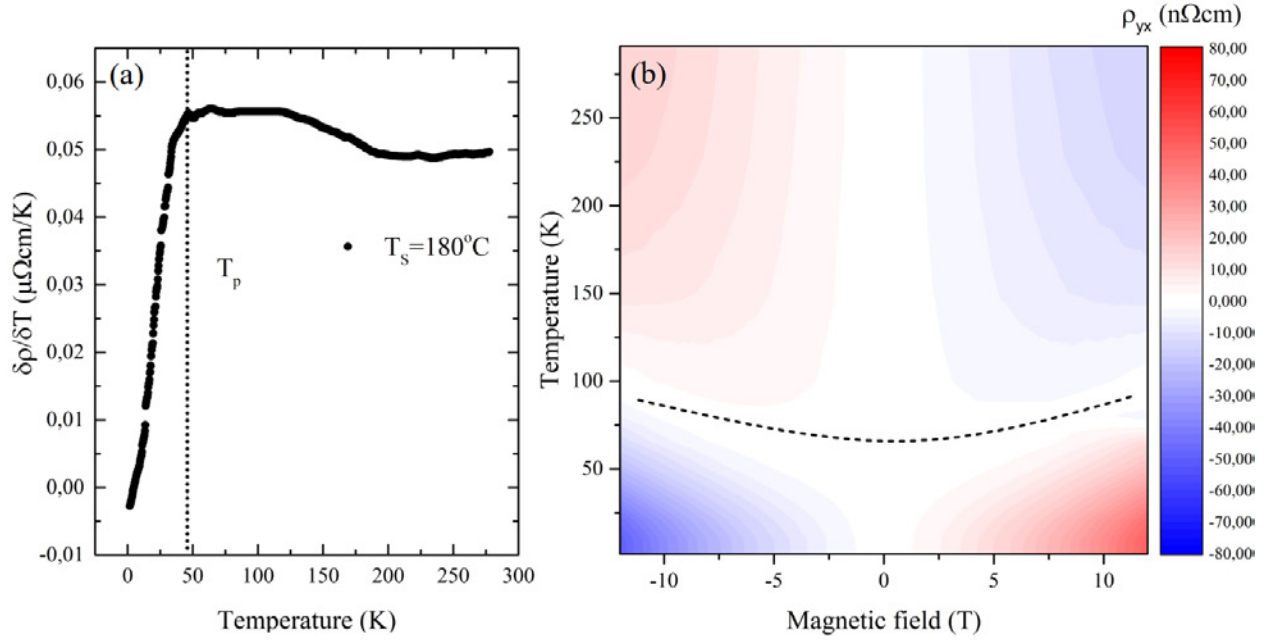 (a)
0,06
0,05
0,04
0,03
0,02
0,01
0,00
-0,01
δρ/δT (μΩcm/K)
T_p
T_S=180°C
0 50 100 150 200 250 300
Temperature (K)
(b)
250
200
150
100
50
Temperature (K)
-10 -5 0 5 10
Magnetic field (T)
ρ_yx (nΩcm)
80,00
70,00
60,00
50,00
40,00
30,00
20,00
10,00
0,000
-10,00
-20,00
-30,00
-40,00
-50,00
-60,00
-70,00
-80,00